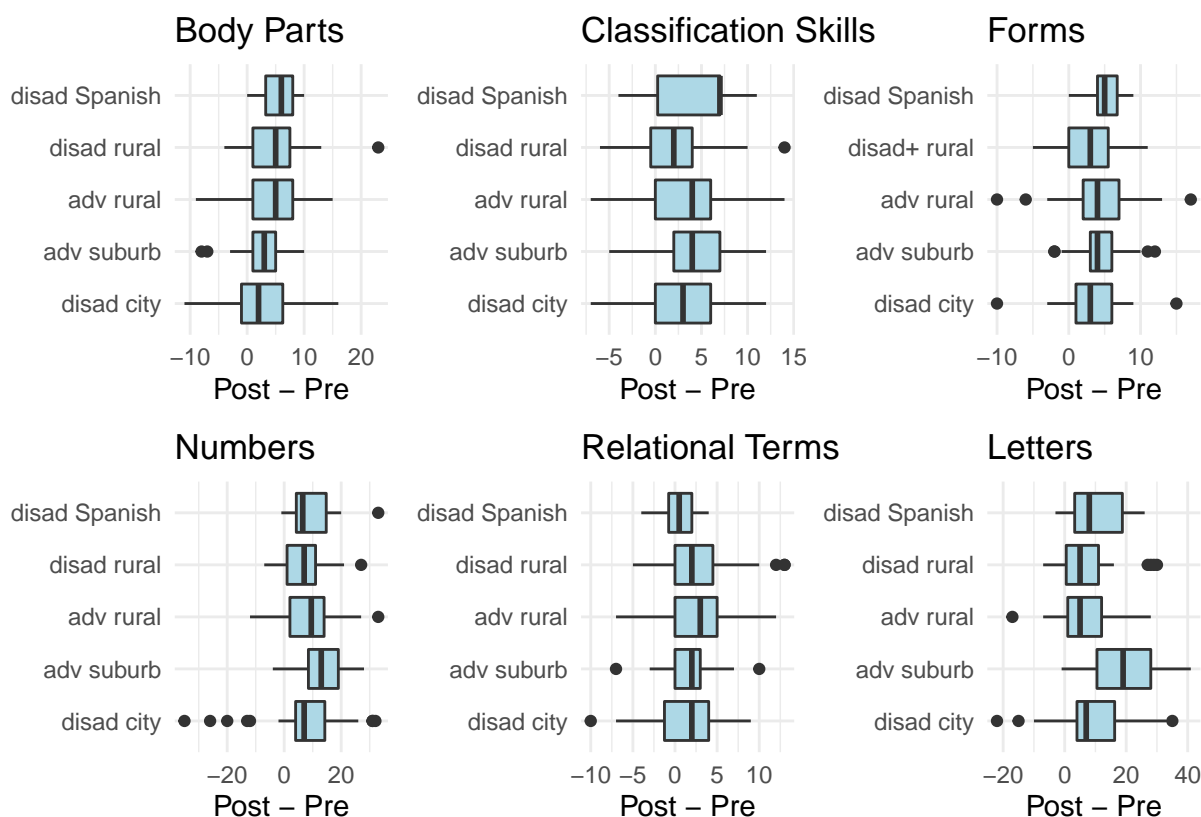 Body Parts
disad Spanish
disad rural
adv rural
adv suburb
disad city
−10 0 10 20
Post − Pre
Classification Skills
disad Spanish
disad rural
adv rural
adv suburb
disad city
−5 0 5 10 15
Post − Pre
Forms
disad Spanish
disad+ rural
adv rural
adv suburb
disad city
−10 0 10
Post − Pre
Numbers
disad Spanish
disad rural
adv rural
adv suburb
disad city
−20 0 20
Post − Pre
Relational Terms
disad Spanish
disad rural
adv rural
adv suburb
disad city
−10 −5 0 5 10
Post − Pre
Letters
disad Spanish
disad rural
adv rural
adv suburb
disad city
−20 0 20 40
Post − Pre